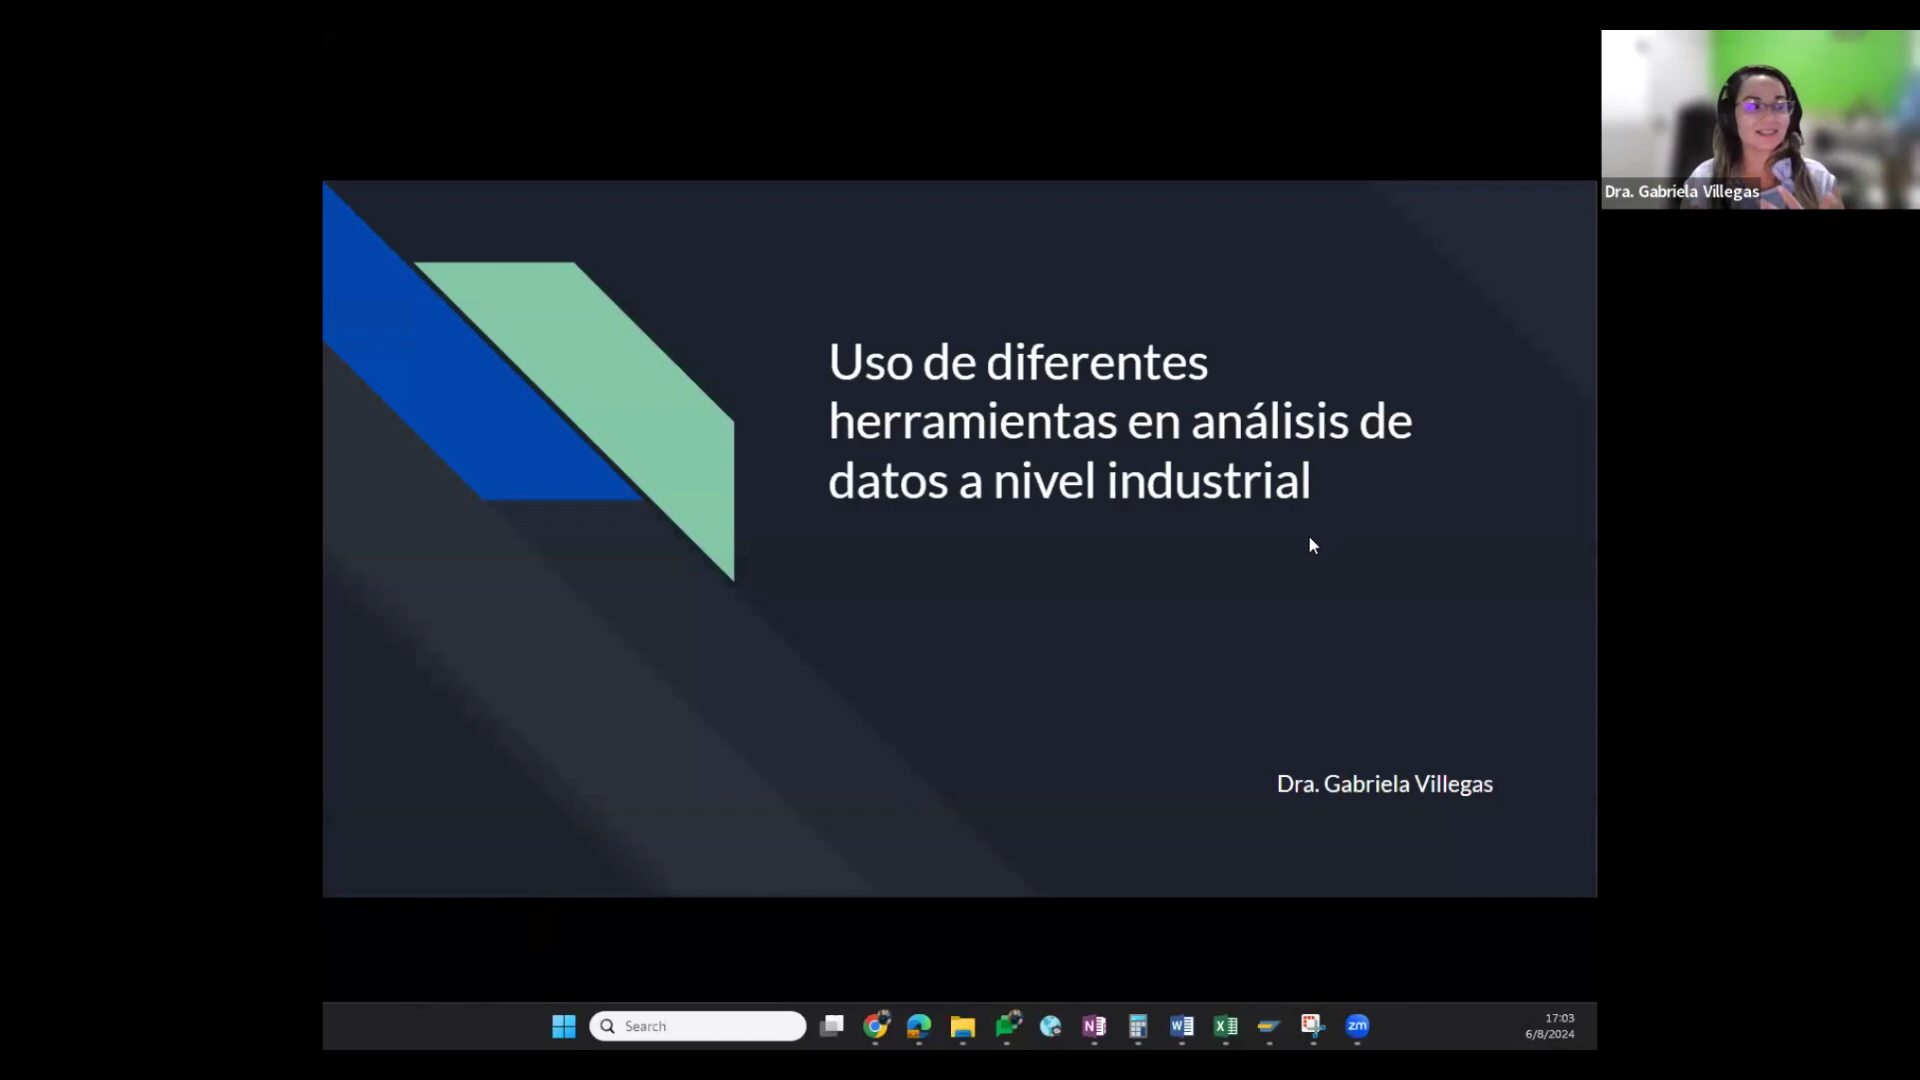 Dra. Gabriela Villegas
Uso de diferentes
herramientas en análisis de
datos a nivel industrial
Dra. Gabriela Villegas
Search
N
W
X
zm
17:03
6/8/2024